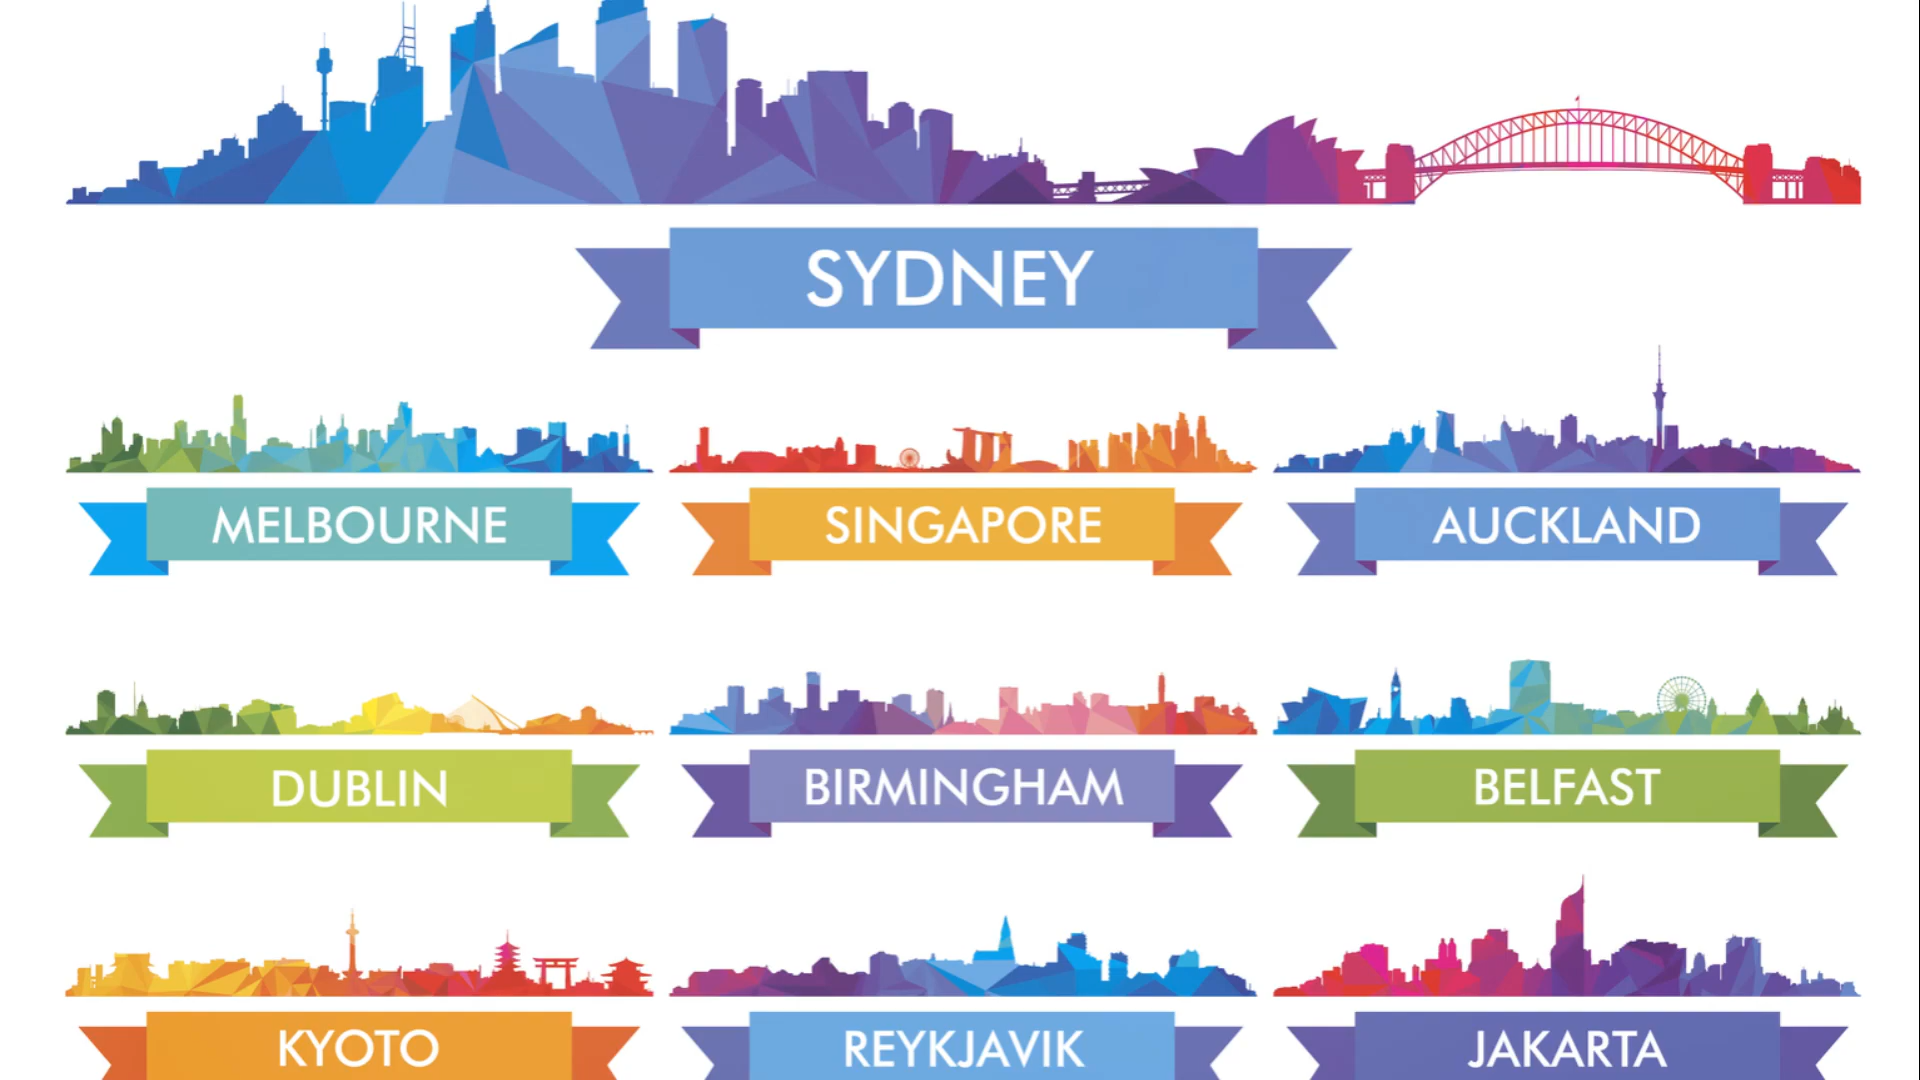 SYDNEY
MELBOURNE
SINGAPORE
AUCKLAND
DUBLIN
BIRMINGHAM
BELFAST
KYOTO
REYKJAVIK
JAKARTA